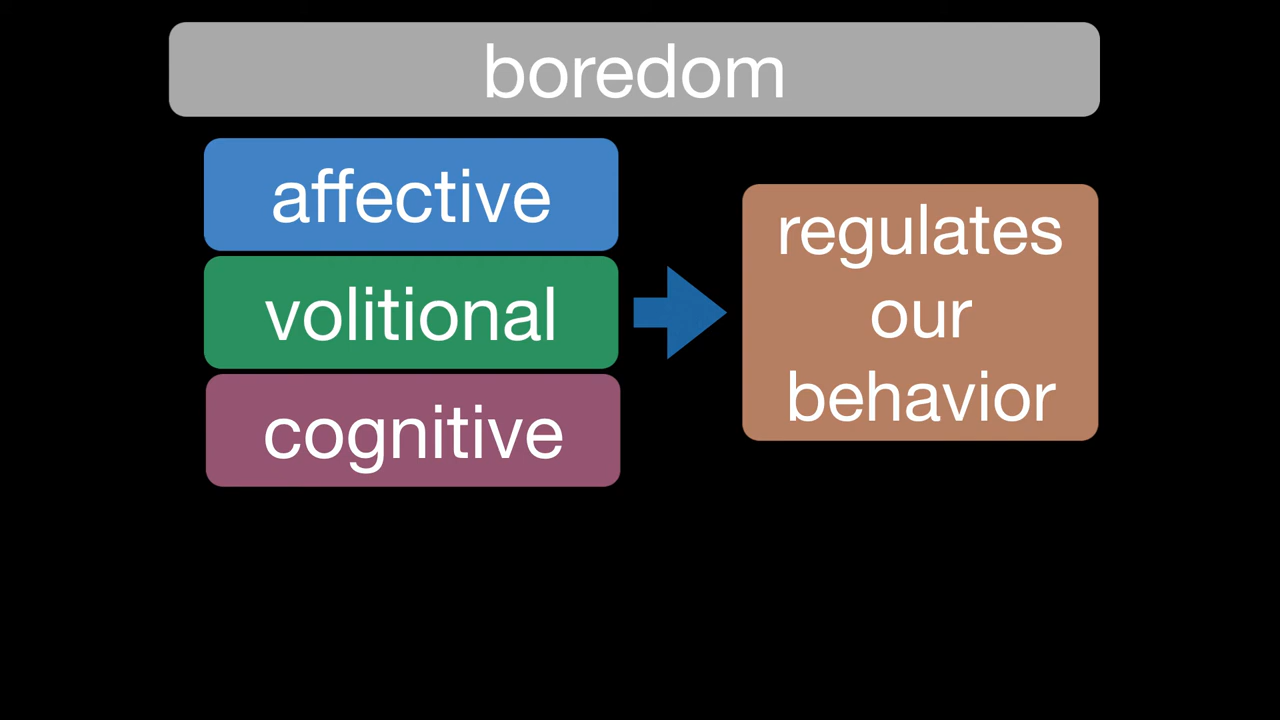 boredom
affective
volitional
cognitive
regulates
our
behavior